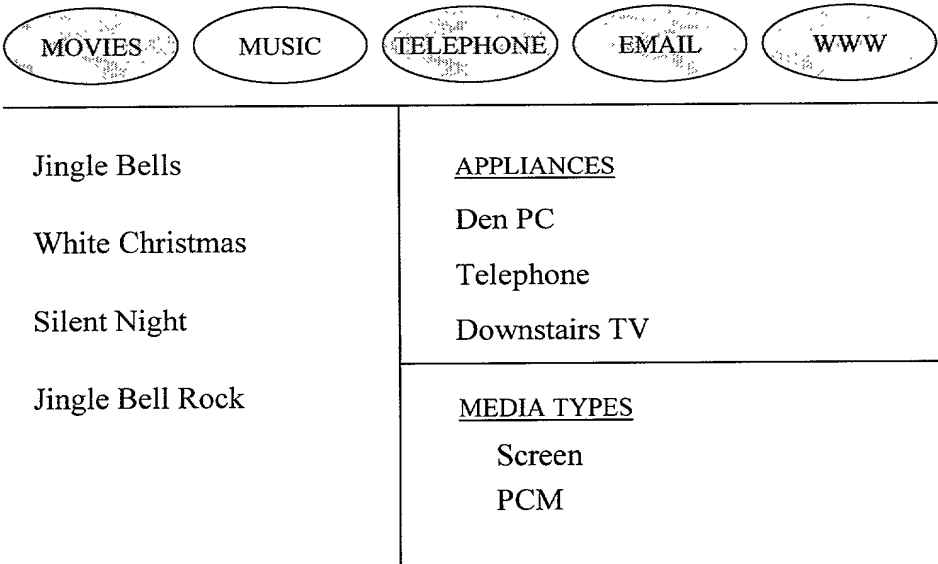 MOVIES MUSIC TELEPHONE EMAIL WWW
Jingle Bells
White Christmas
Silent Night
Jingle Bell Rock
APPLIANCES
Den PC
Telephone
Downstairs TV
MEDIA TYPES
Screen
PCM